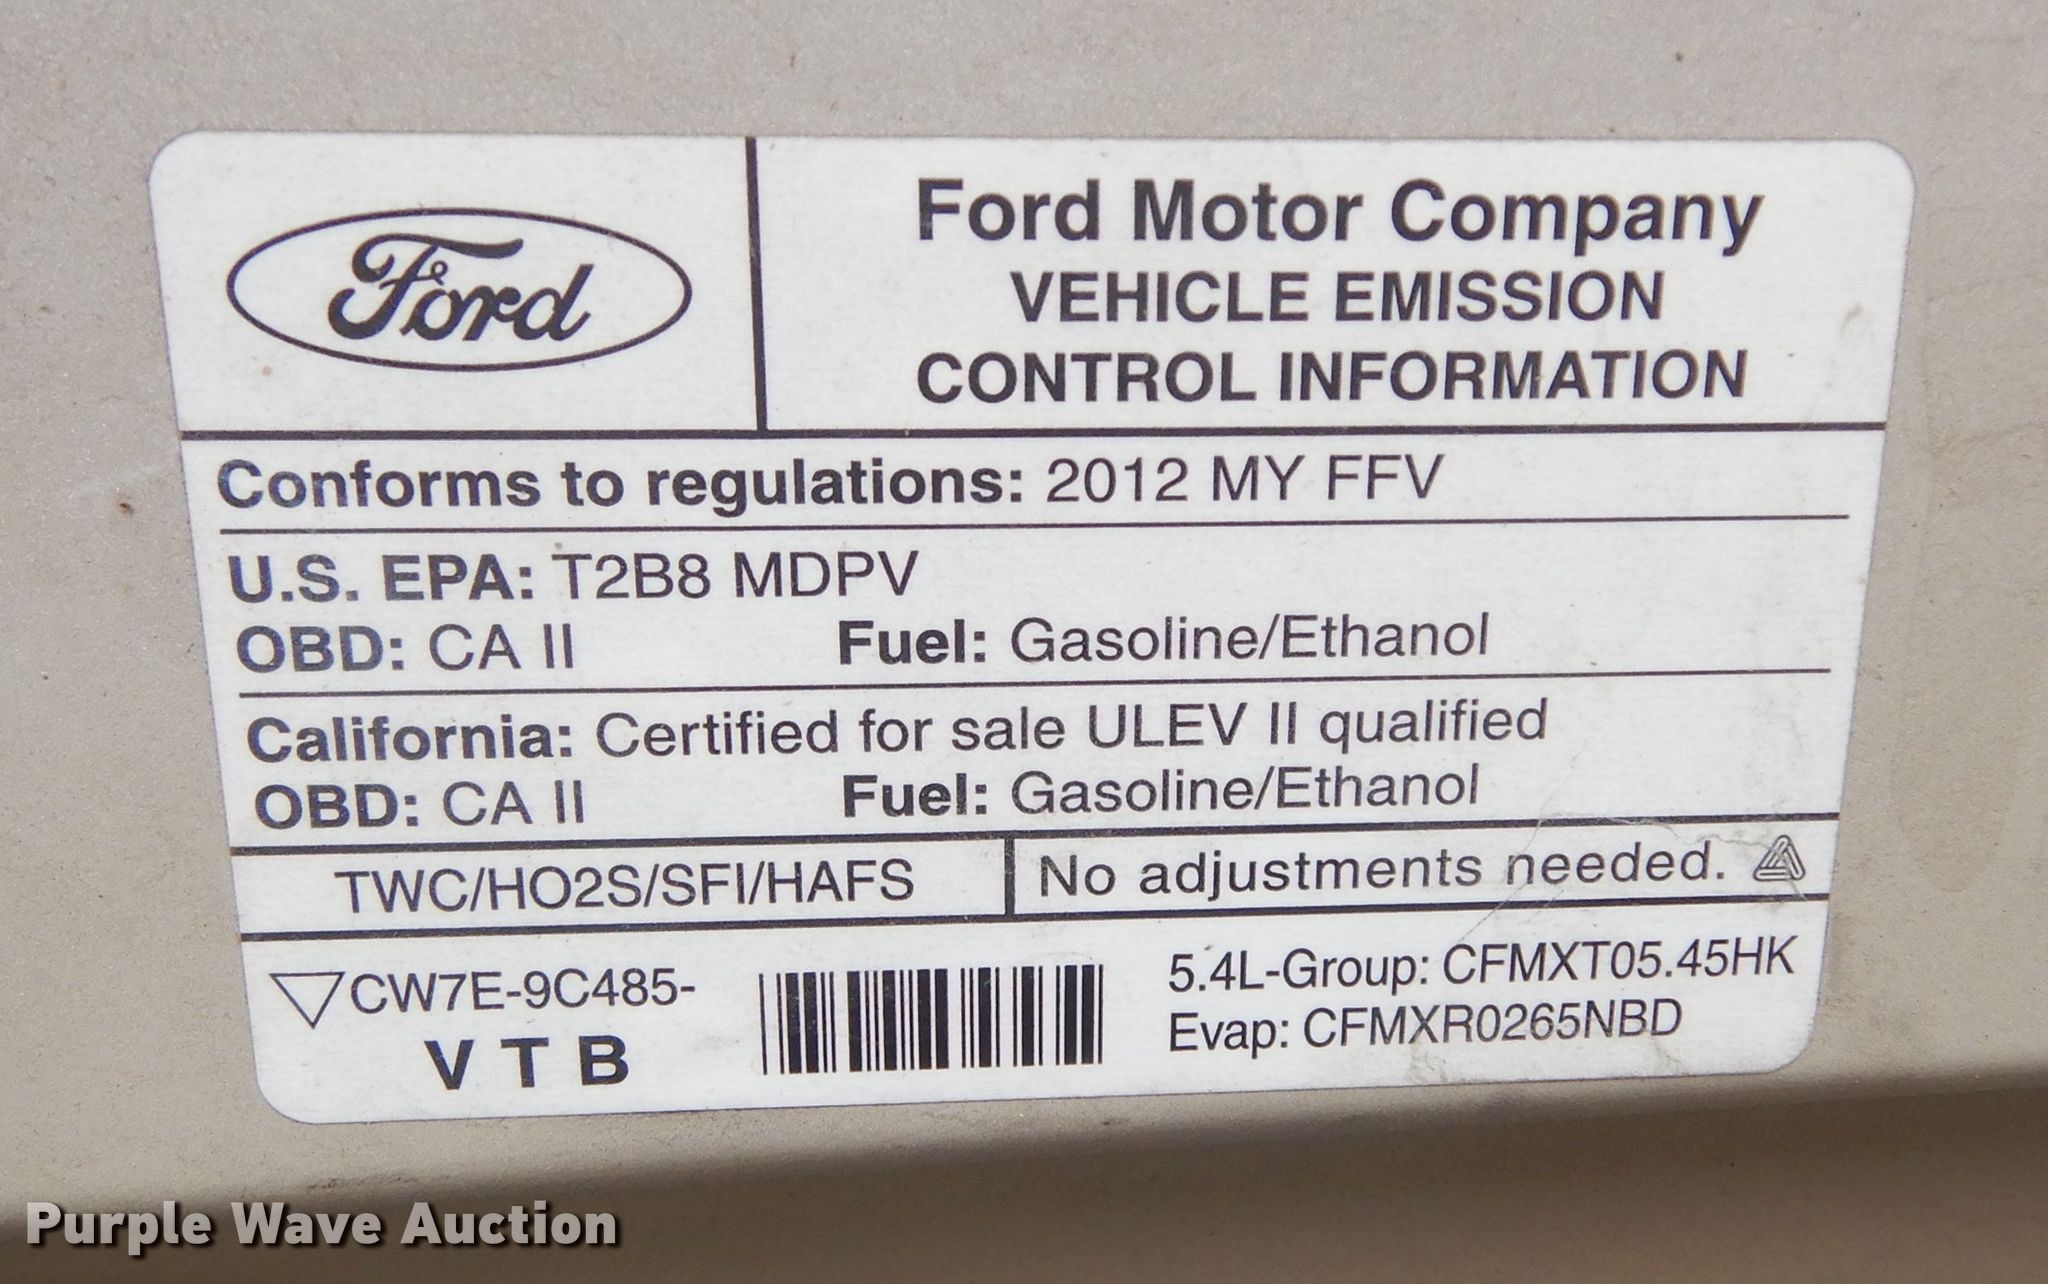 Ford
Ford Motor Company
VEHICLE EMISSION
CONTROL INFORMATION
Conforms to regulations: 2012 MY FFV
U.S. EPA: T2B8 MDPV
OBD: CA II Fuel: Gasoline/Ethanol
California: Certified for sale ULEV II qualified
OBD: CA II Fuel: Gasoline/Ethanol
TWC/HO2S/SFI/HAFS
No adjustments needed.
CW7E-9C485-
V T B
5.4L-Group: CFMXT05.45HK
Evap: CFMXR0265NBD
Purple Wave Auction